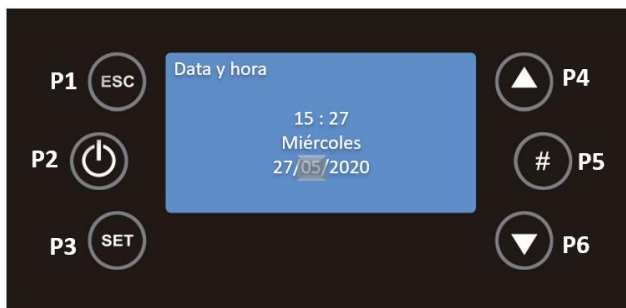 P1 ESC
P2
P3 SET
Data y hora
15 : 27
Miércoles
27/05/2020
P4
# P5
P6